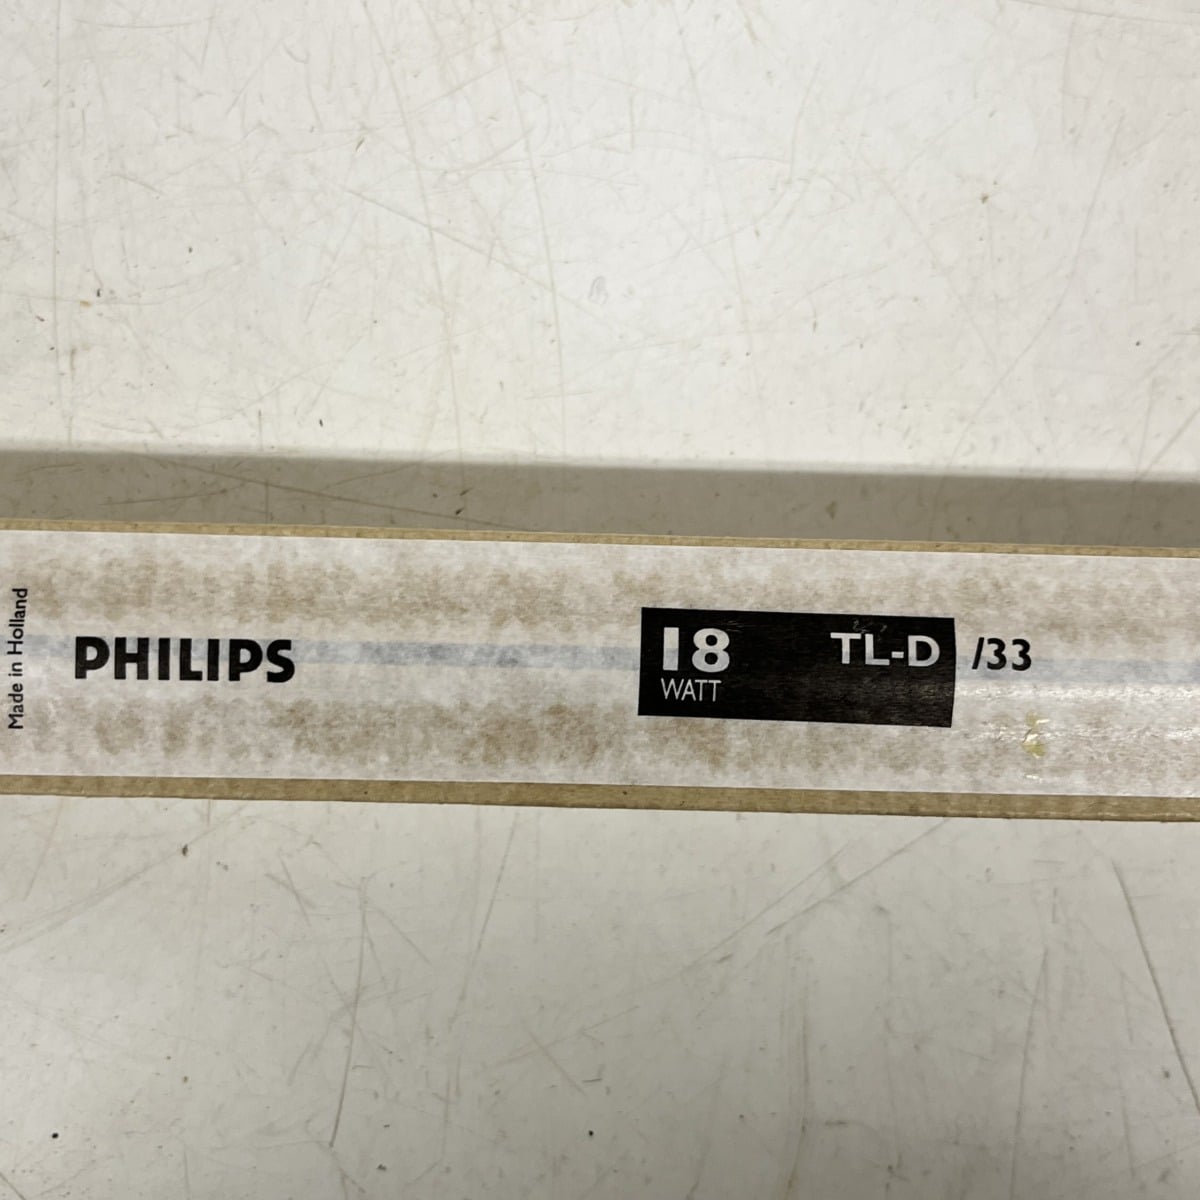 Made in Holland
PHILIPS
18 TL-D /33
WATT